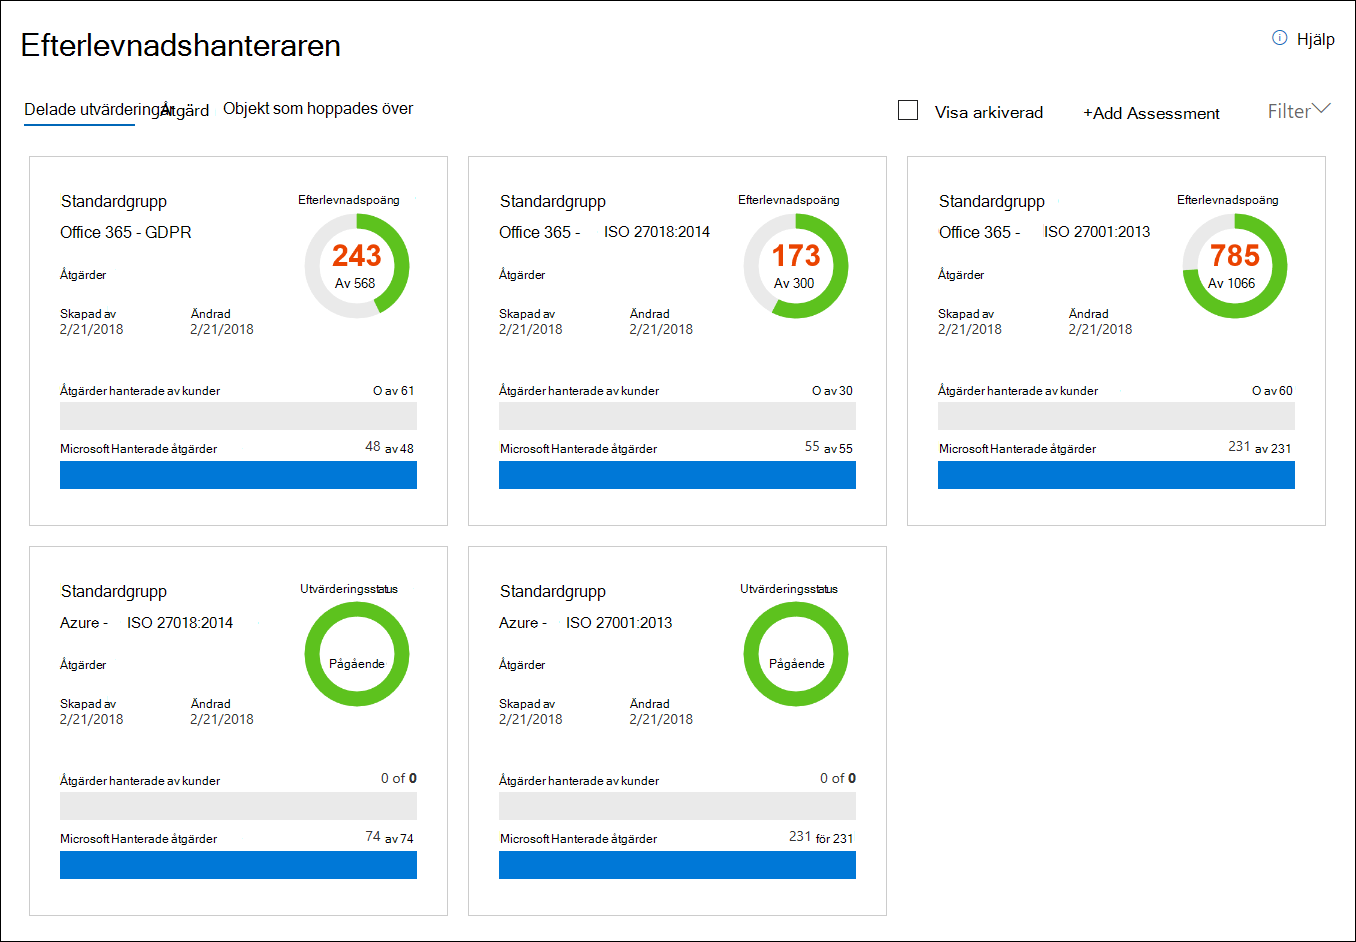 Efterlevnadshanteraren
Hjälp
Delade utvärderingar Åtgärd Objekt som hoppades över
Visa arkiverad +Add Assessment Filter
Standardgrupp Efterlevnadspoäng
Office 365 - GDPR
243
Av 568
Åtgärder
Skapad av Ändrad
2/21/2018 2/21/2018
Åtgärder hanterade av kunder O av 61
Microsoft Hanterade åtgärder 48 av 48
Standardgrupp Efterlevnadspoäng
Office 365 - ISO 27018:2014
173
Av 300
Åtgärder
Skapad av Ändrad
2/21/2018 2/21/2018
Åtgärder hanterade av kunder O av 30
Microsoft Hanterade åtgärder 55 av 55
Standardgrupp Efterlevnadspoäng
Office 365 - ISO 27001:2013
785
Av 1066
Åtgärder
Skapad av Ändrad
2/21/2018 2/21/2018
Åtgärder hanterade av kunder O av 60
Microsoft Hanterade åtgärder 231 av 231
Standardgrupp Utvärderingsstatus
Azure - ISO 27018:2014
Pågående
Åtgärder
Skapad av Ändrad
2/21/2018 2/21/2018
Åtgärder hanterade av kunder 0 of 0
Microsoft Hanterade åtgärder 74 av 74
Standardgrupp Utvärderingsstatus
Azure - ISO 27001:2013
Pågående
Åtgärder
Skapad av Ändrad
2/21/2018 2/21/2018
Åtgärder hanterade av kunder 0 of 0
Microsoft Hanterade åtgärder 231 för 231